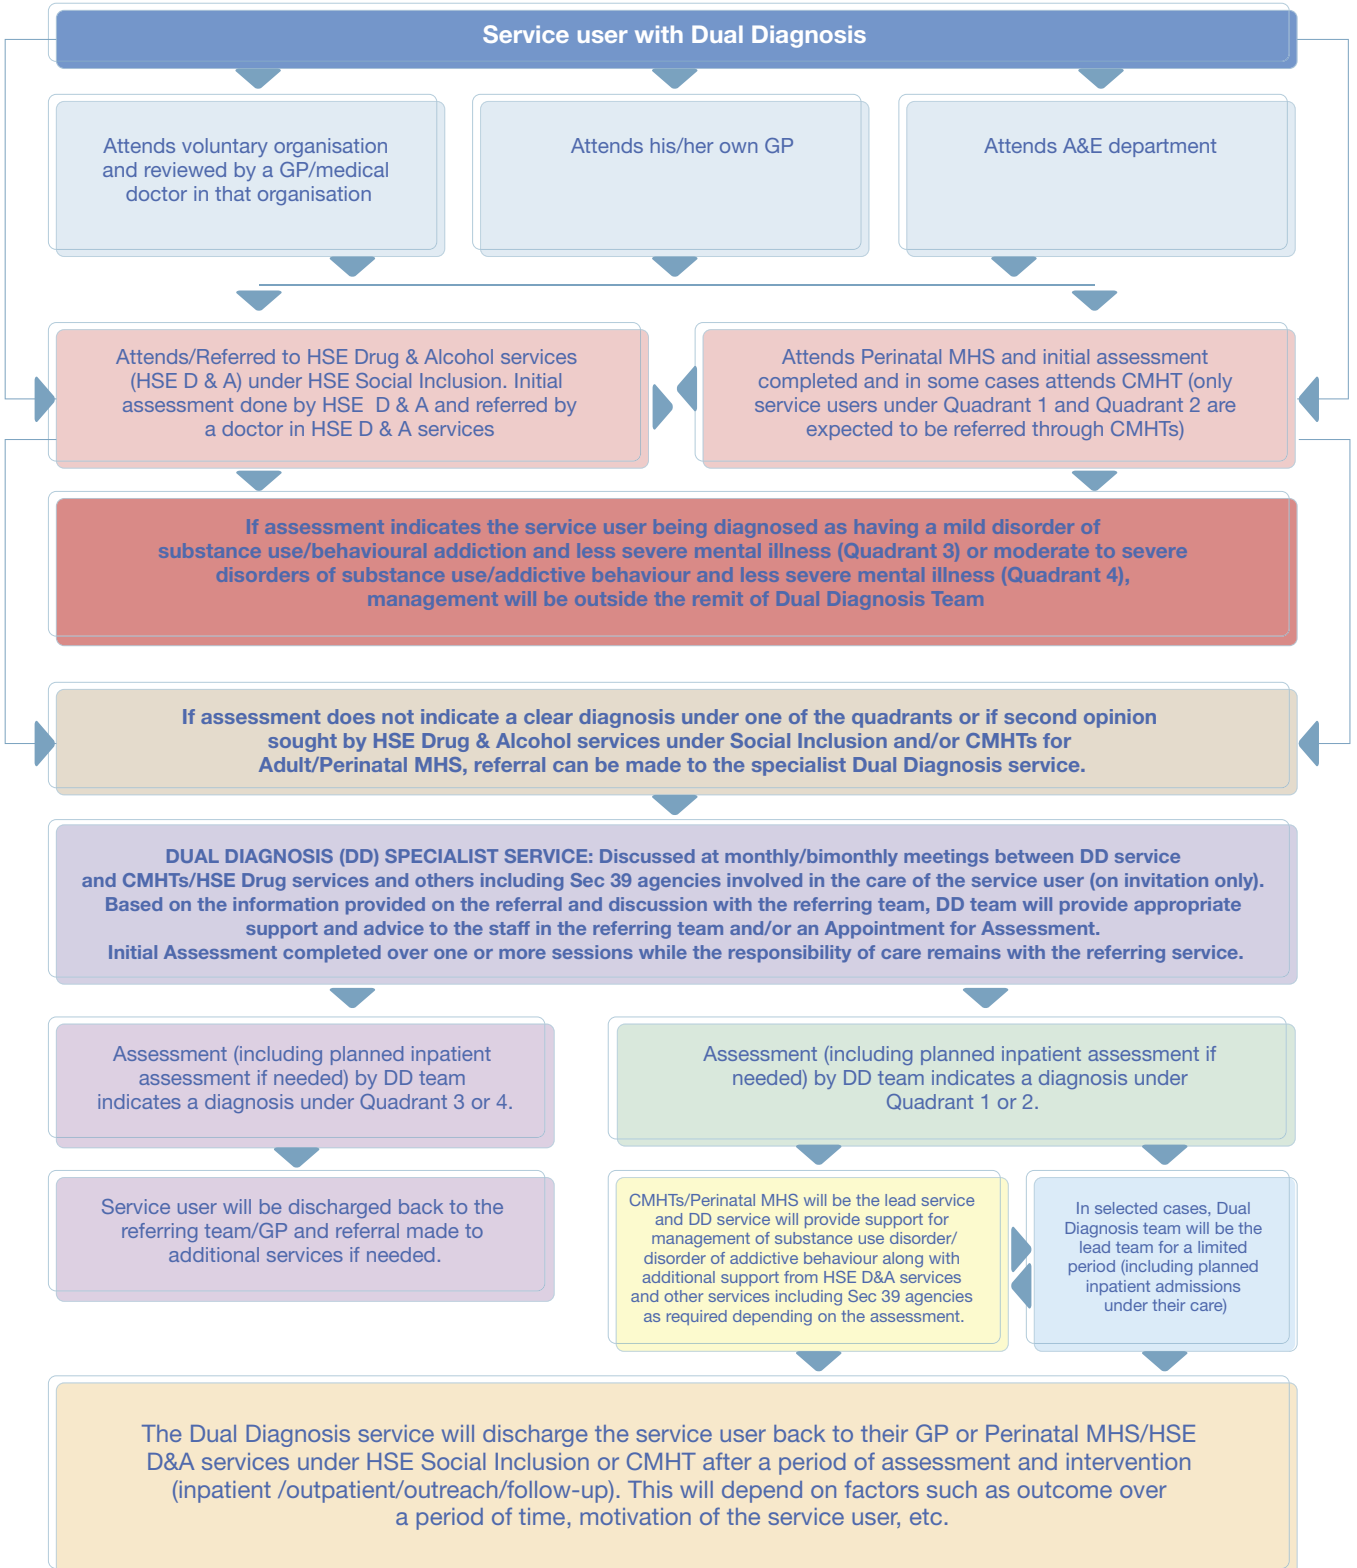 Service user with Dual Diagnosis
Attends voluntary organisation
and reviewed by a GP/medical
doctor in that organisation
Attends his/her own GP
Attends A&E department
Attends/Referred to HSE Drug & Alcohol services
(HSE D & A) under HSE Social Inclusion. Initial
assessment done by HSE D & A and referred by
a doctor in HSE D & A services
Attends Perinatal MHS and initial assessment
completed and in some cases attends CMHT (only
service users under Quadrant 1 and Quadrant 2 are
expected to be referred through CMHTs)
If assessment indicates the service user being diagnosed as having a mild disorder of
substance use/behavioural addiction and less severe mental illness (Quadrant 3) or moderate to severe
disorders of substance use/addictive behaviour and less severe mental illness (Quadrant 4),
management will be outside the remit of Dual Diagnosis Team
If assessment does not indicate a clear diagnosis under one of the quadrants or if second opinion
sought by HSE Drug & Alcohol services under Social Inclusion and/or CMHTs for
Adult/Perinatal MHS, referral can be made to the specialist Dual Diagnosis service.
DUAL DIAGNOSIS (DD) SPECIALIST SERVICE: Discussed at monthly/bimonthly meetings between DD service
and CMHTs/HSE Drug services and others including Sec 39 agencies involved in the care of the service user (on invitation only).
Based on the information provided on the referral and discussion with the referring team, DD team will provide appropriate
support and advice to the staff in the referring team and/or an Appointment for Assessment.
Initial Assessment completed over one or more sessions while the responsibility of care remains with the referring service.
Assessment (including planned inpatient
assessment if needed) by DD team
indicates a diagnosis under Quadrant 3 or 4.
Assessment (including planned inpatient assessment if
needed) by DD team indicates a diagnosis under
Quadrant 1 or 2.
Service user will be discharged back to the
referring team/GP and referral made to
additional services if needed.
CMHTs/Perinatal MHS will be the lead service
and DD service will provide support for
management of substance use disorder/
disorder of addictive behaviour along with
additional support from HSE D&A services
and other services including Sec 39 agencies
as required depending on the assessment.
In selected cases, Dual
Diagnosis team will be the
lead team for a limited
period (including planned
inpatient admissions
under their care)
The Dual Diagnosis service will discharge the service user back to their GP or Perinatal MHS/HSE
D&A services under HSE Social Inclusion or CMHT after a period of assessment and intervention
(inpatient /outpatient/outreach/follow-up). This will depend on factors such as outcome over
a period of time, motivation of the service user, etc.